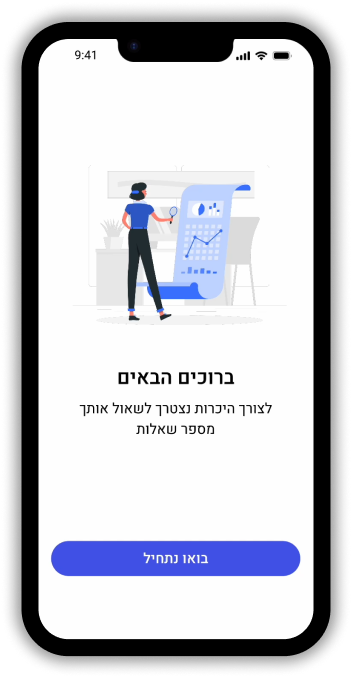 9:41
ברוכים הבאים
לצורך היכרות נצטרך לשאול אותך
מספר שאלות
בואו נתחיל